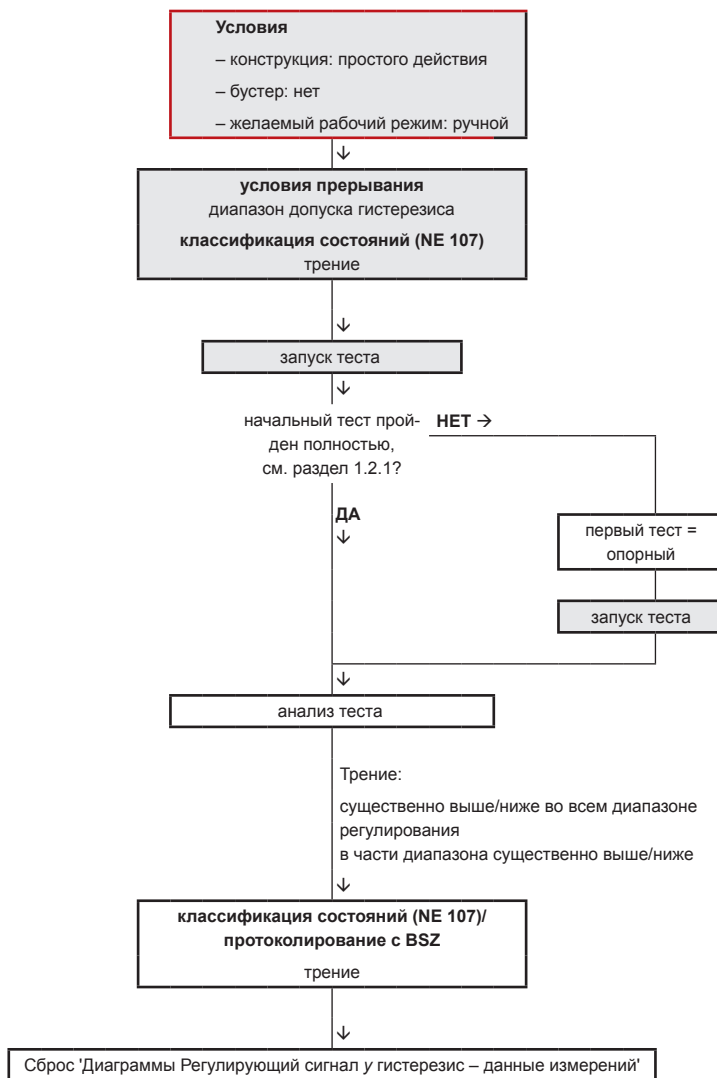 Условия
– конструкция: простого действия
– бустер: нет
– желаемый рабочий режим: ручной
↓
условия прерывания
диапазон допуска гистерезиса
классификация состояний (NE 107)
трение
↓
запуск теста
↓
начальный тест прой-
ден полностью,
см. раздел 1.2.1?
НЕТ →
ДА
↓
первый тест =
опорный
запуск теста
↓
анализ теста
Трение:
существенно выше/ниже во всем диапазоне
регулирования
в части диапазона существенно выше/ниже
↓
классификация состояний (NE 107)/
протоколирование с BSZ
трение
↓
Сброс 'Диаграммы Регулирующий сигнал y гистерезис – данные измерений'